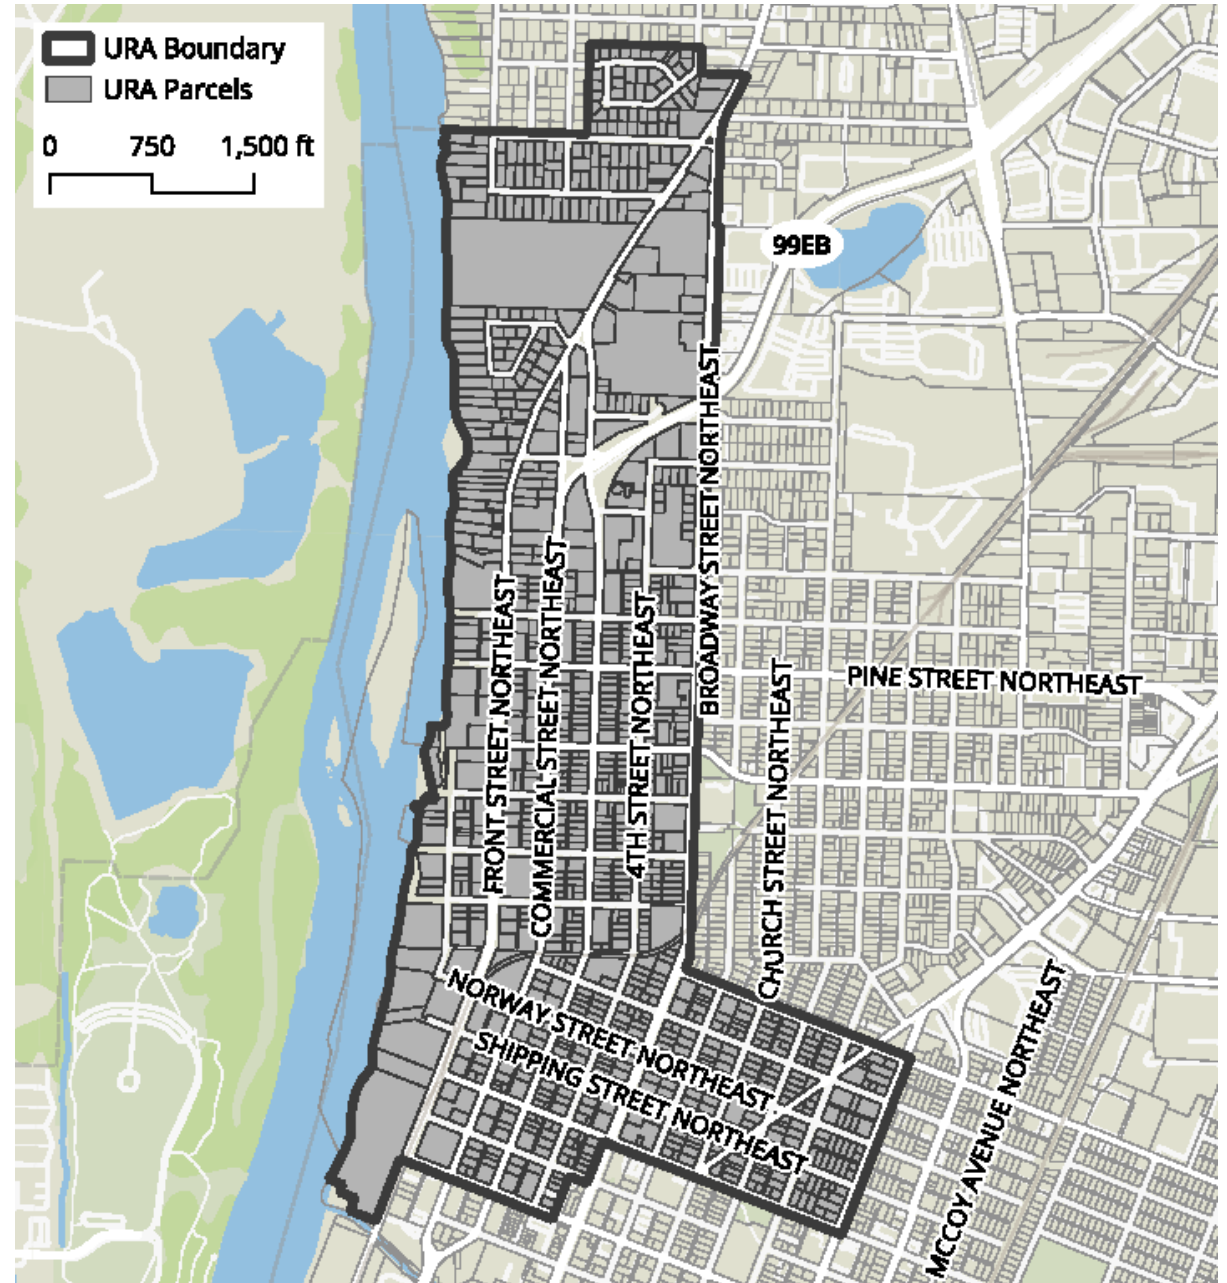 URA Boundary
URA Parcels
0 750 1,500 ft
99EB
BROADWAY STREET NORTHEAST
FRONT STREET NORTHEAST
COMMERCIAL STREET NORTHEAST
4TH STREET NORTHEAST
CHURCH STREET NORTHEAST
PINE STREET NORTHEAST
NORWAY STREET NORTHEAST
SHIPPING STREET NORTHEAST
MCCOY AVENUE NORTHEAST